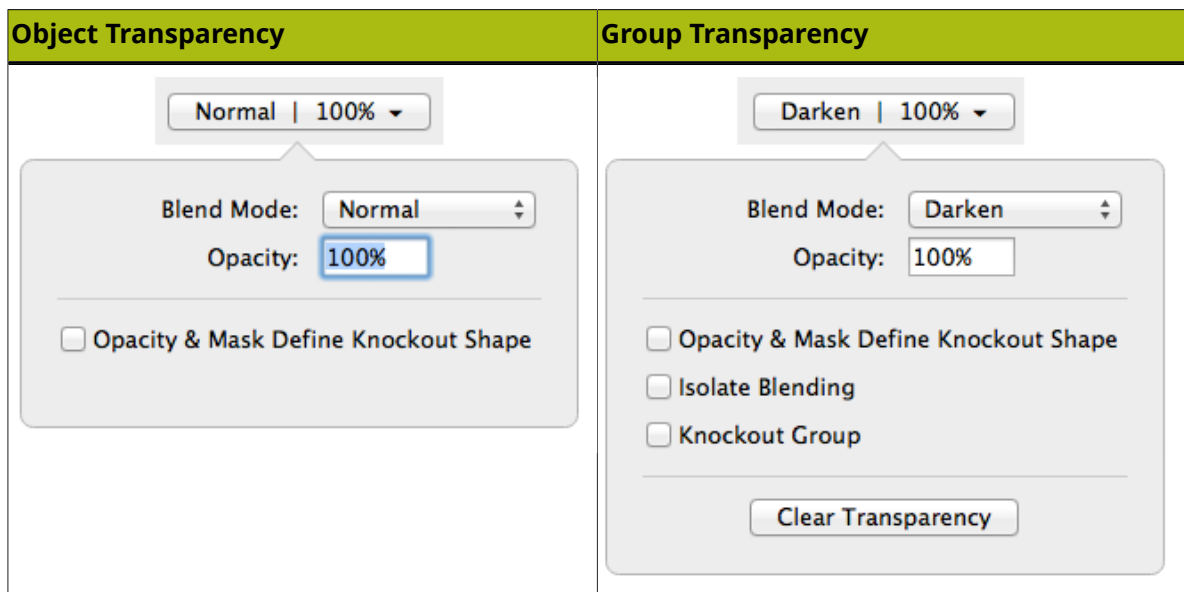 Object Transparency
Normal | 100%
Blend Mode: Normal
Opacity: 100%
Opacity & Mask Define Knockout Shape
Group Transparency
Darken | 100%
Blend Mode: Darken
Opacity: 100%
Opacity & Mask Define Knockout Shape
Isolate Blending
Knockout Group
Clear Transparency